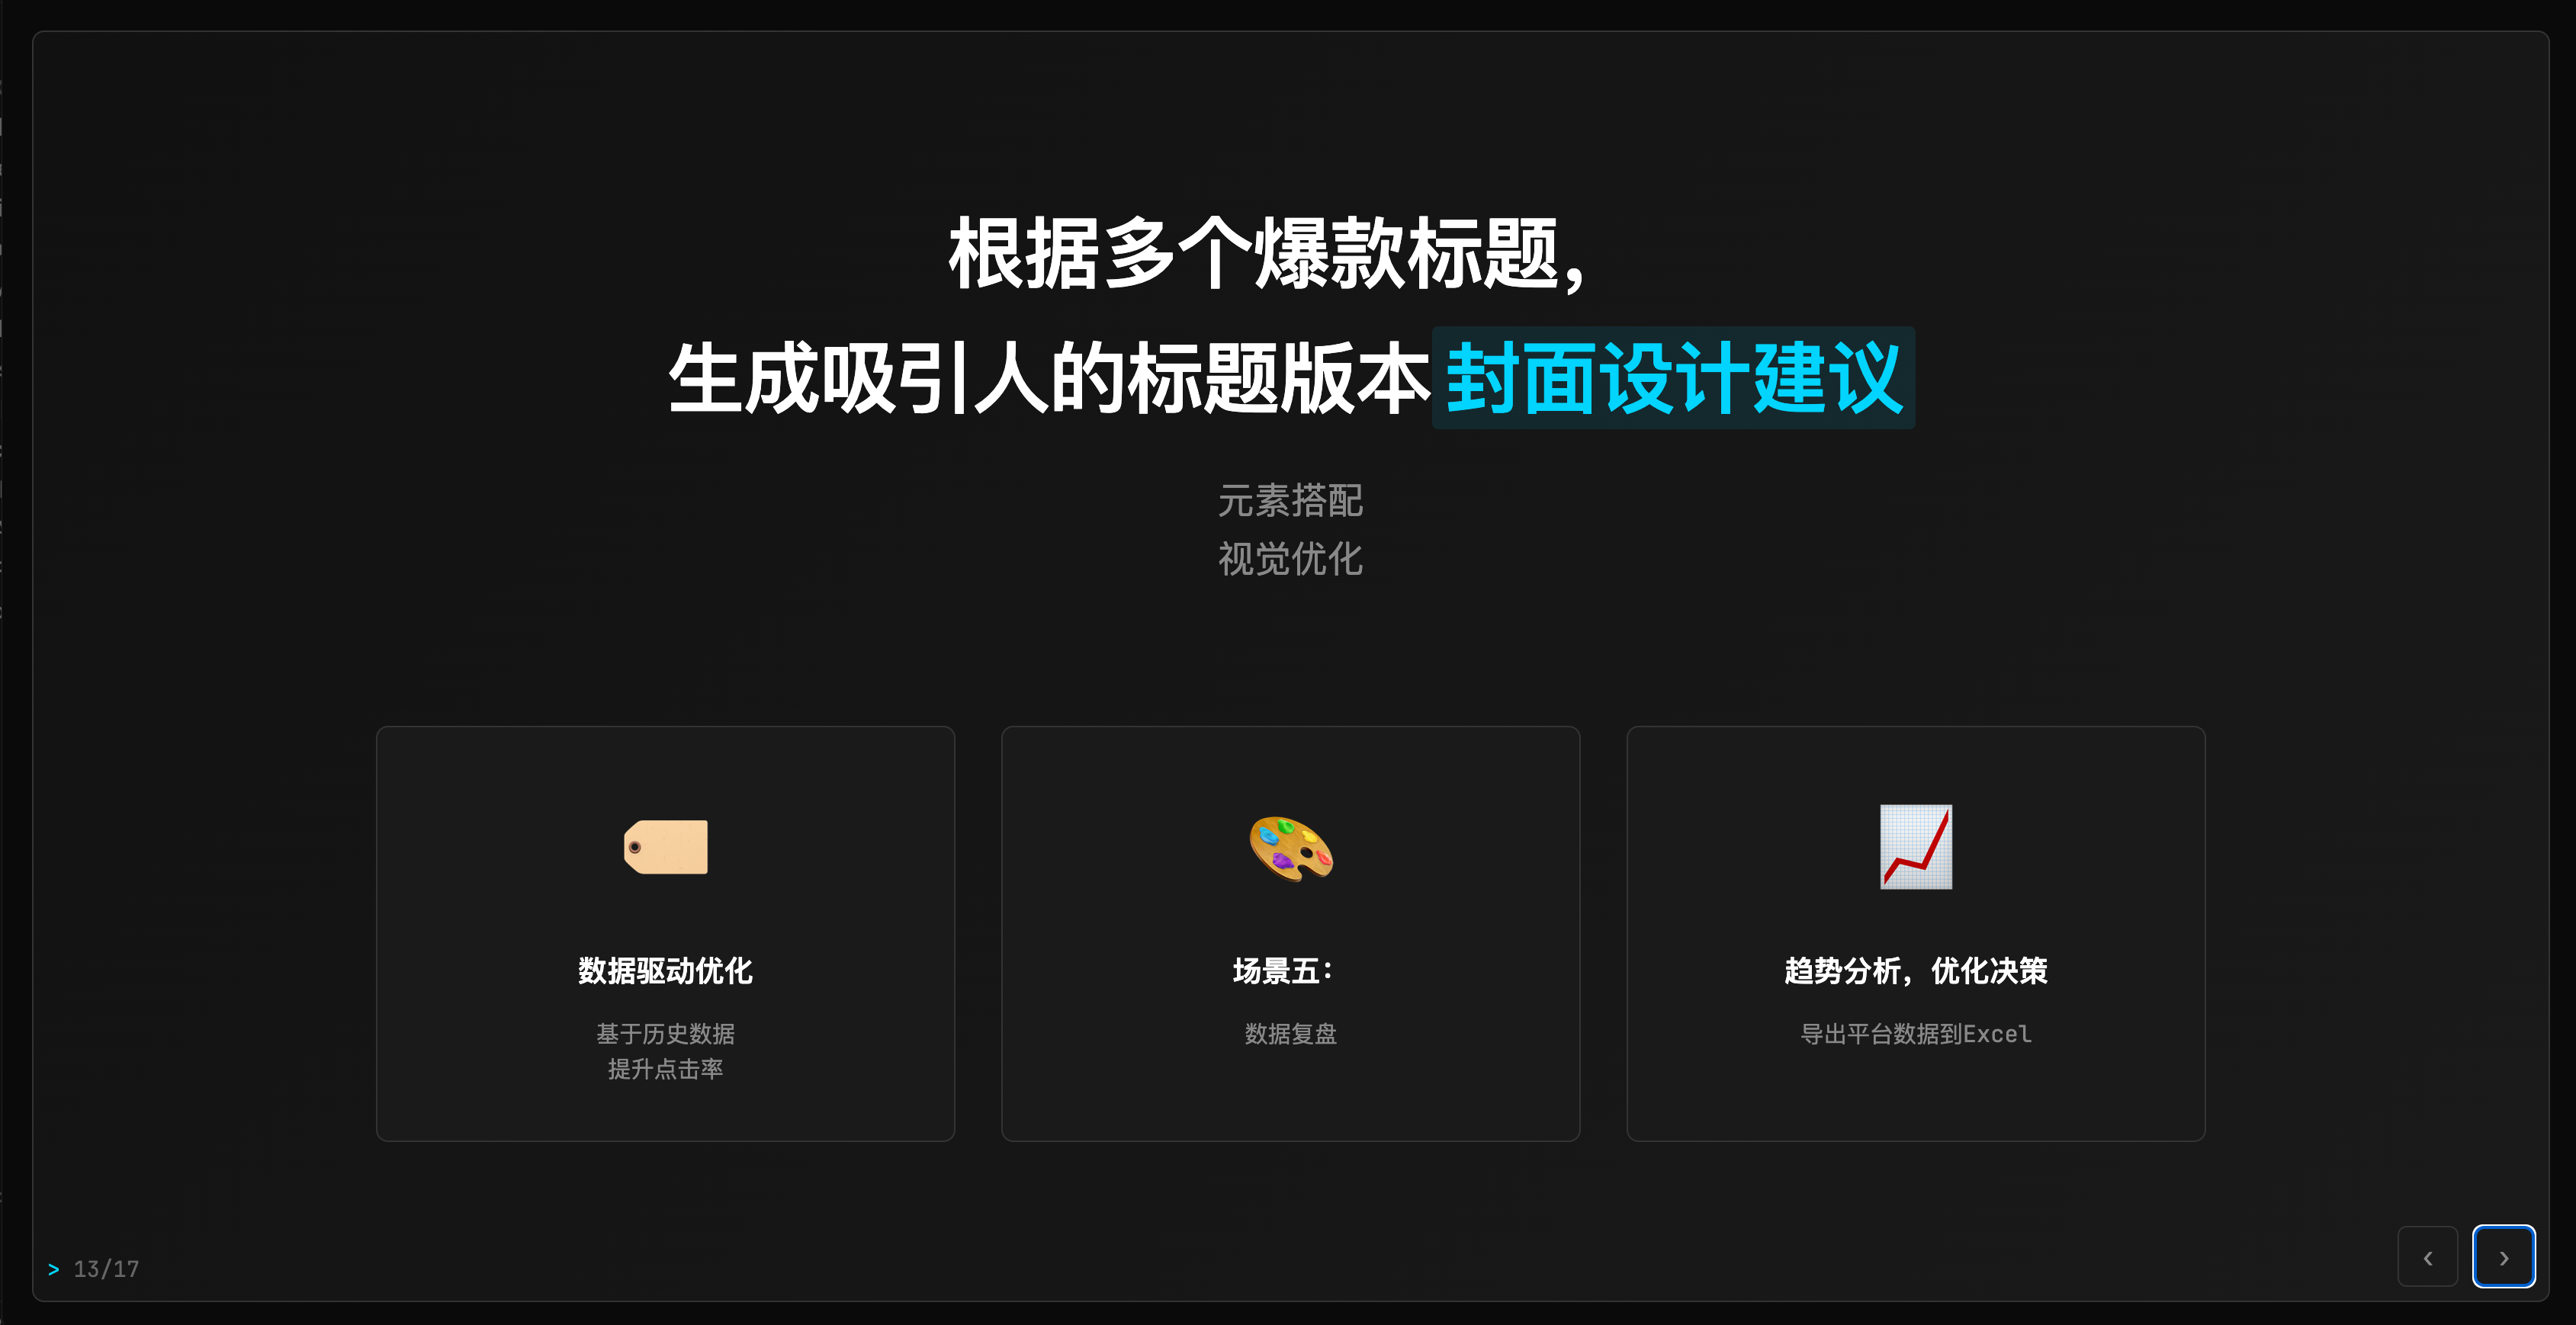 根据多个爆款标题，
生成吸引人的标题版本封面设计建议
元素搭配
视觉优化
数据驱动优化
基于历史数据
提升点击率
场景五：
数据复盘
趋势分析，优化决策
导出平台数据到Excel
> 13/17
‹ ›